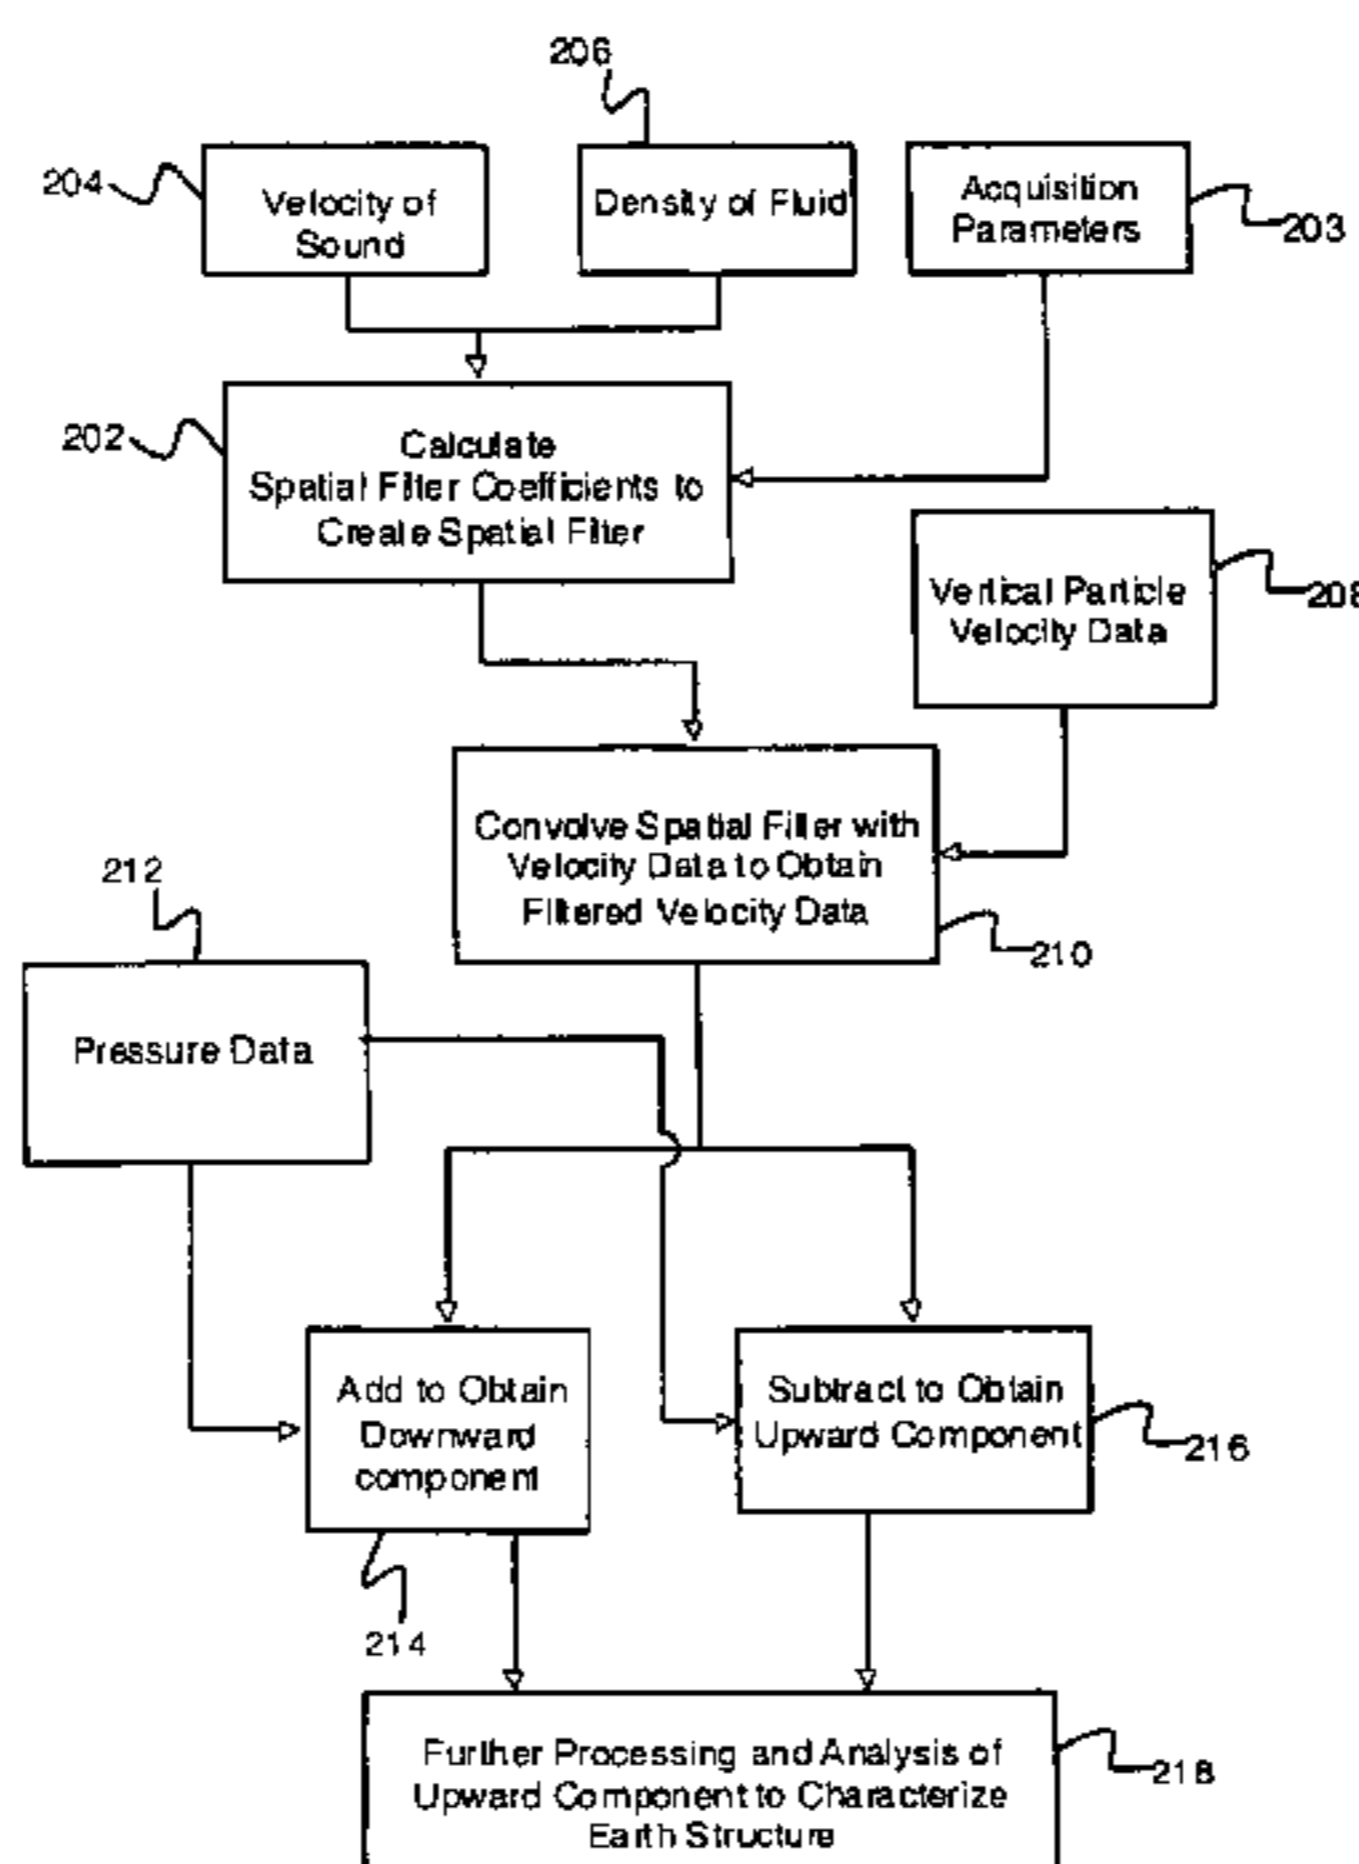 206
204
Velocity of
Sound
Density of Fluid
Acquisition
Parameters
203
202
Calculate
Spatial Filter Coefficients to
Create Spatial Filter
Vertical Particle
Velocity Data
208
Convolve Spatial Filter with
Velocity Data to Obtain
Filtered Velocity Data
210
212
Pressure Data
Add to Obtain
Downward
component
214
Subtract to Obtain
Upward Component
216
Further Processing and Analysis of
Upward Component to Characterize
Earth Structure
218